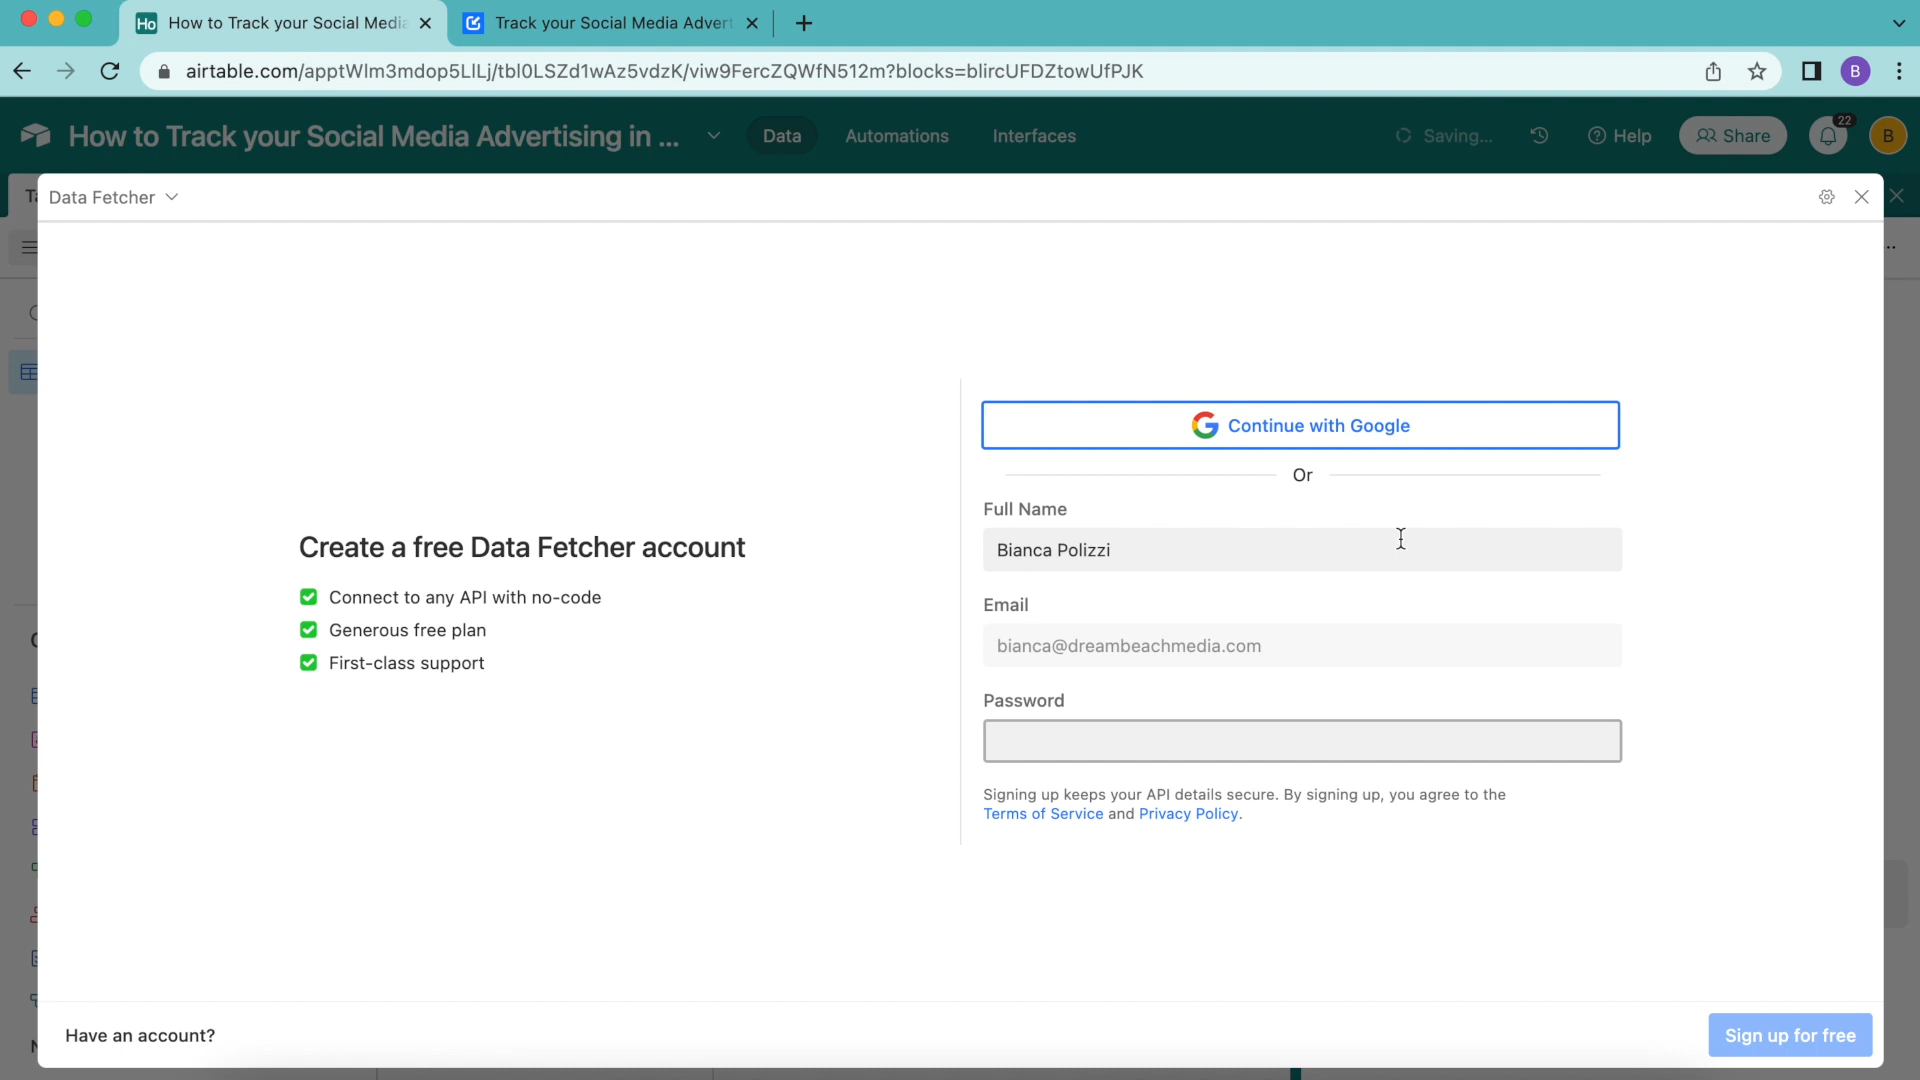 Ho How to Track your Social Media
Track your Social Media Advert
airtable.com/apptWlm3mdop5LlLj/tbl0LSZd1wAz5vdzK/viw9FercZQWfN512m?blocks=blircUFDZtowUfPJK
B
How to Track your Social Media Advertising in ...
Data
Automations
Interfaces
Saving...
Help
Share
22
B
Data Fetcher
Continue with Google
Or
Full Name
Bianca Polizzi
Create a free Data Fetcher account
Connect to any API with no-code
Generous free plan
First-class support
Email
bianca@dreambeachmedia.com
Password
Signing up keeps your API details secure. By signing up, you agree to the
Terms of Service and Privacy Policy.
Have an account?
Sign up for free